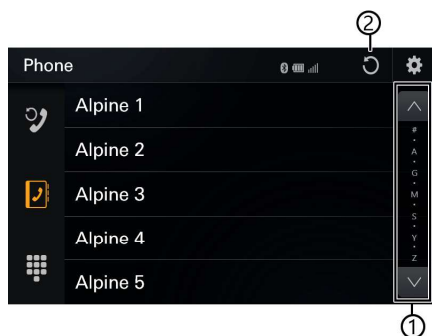 ②
Phone
Alpine 1
Alpine 2
Alpine 3
Alpine 4
Alpine 5
#
•
A
•
G
•
M
•
S
•
Y
•
Z
①